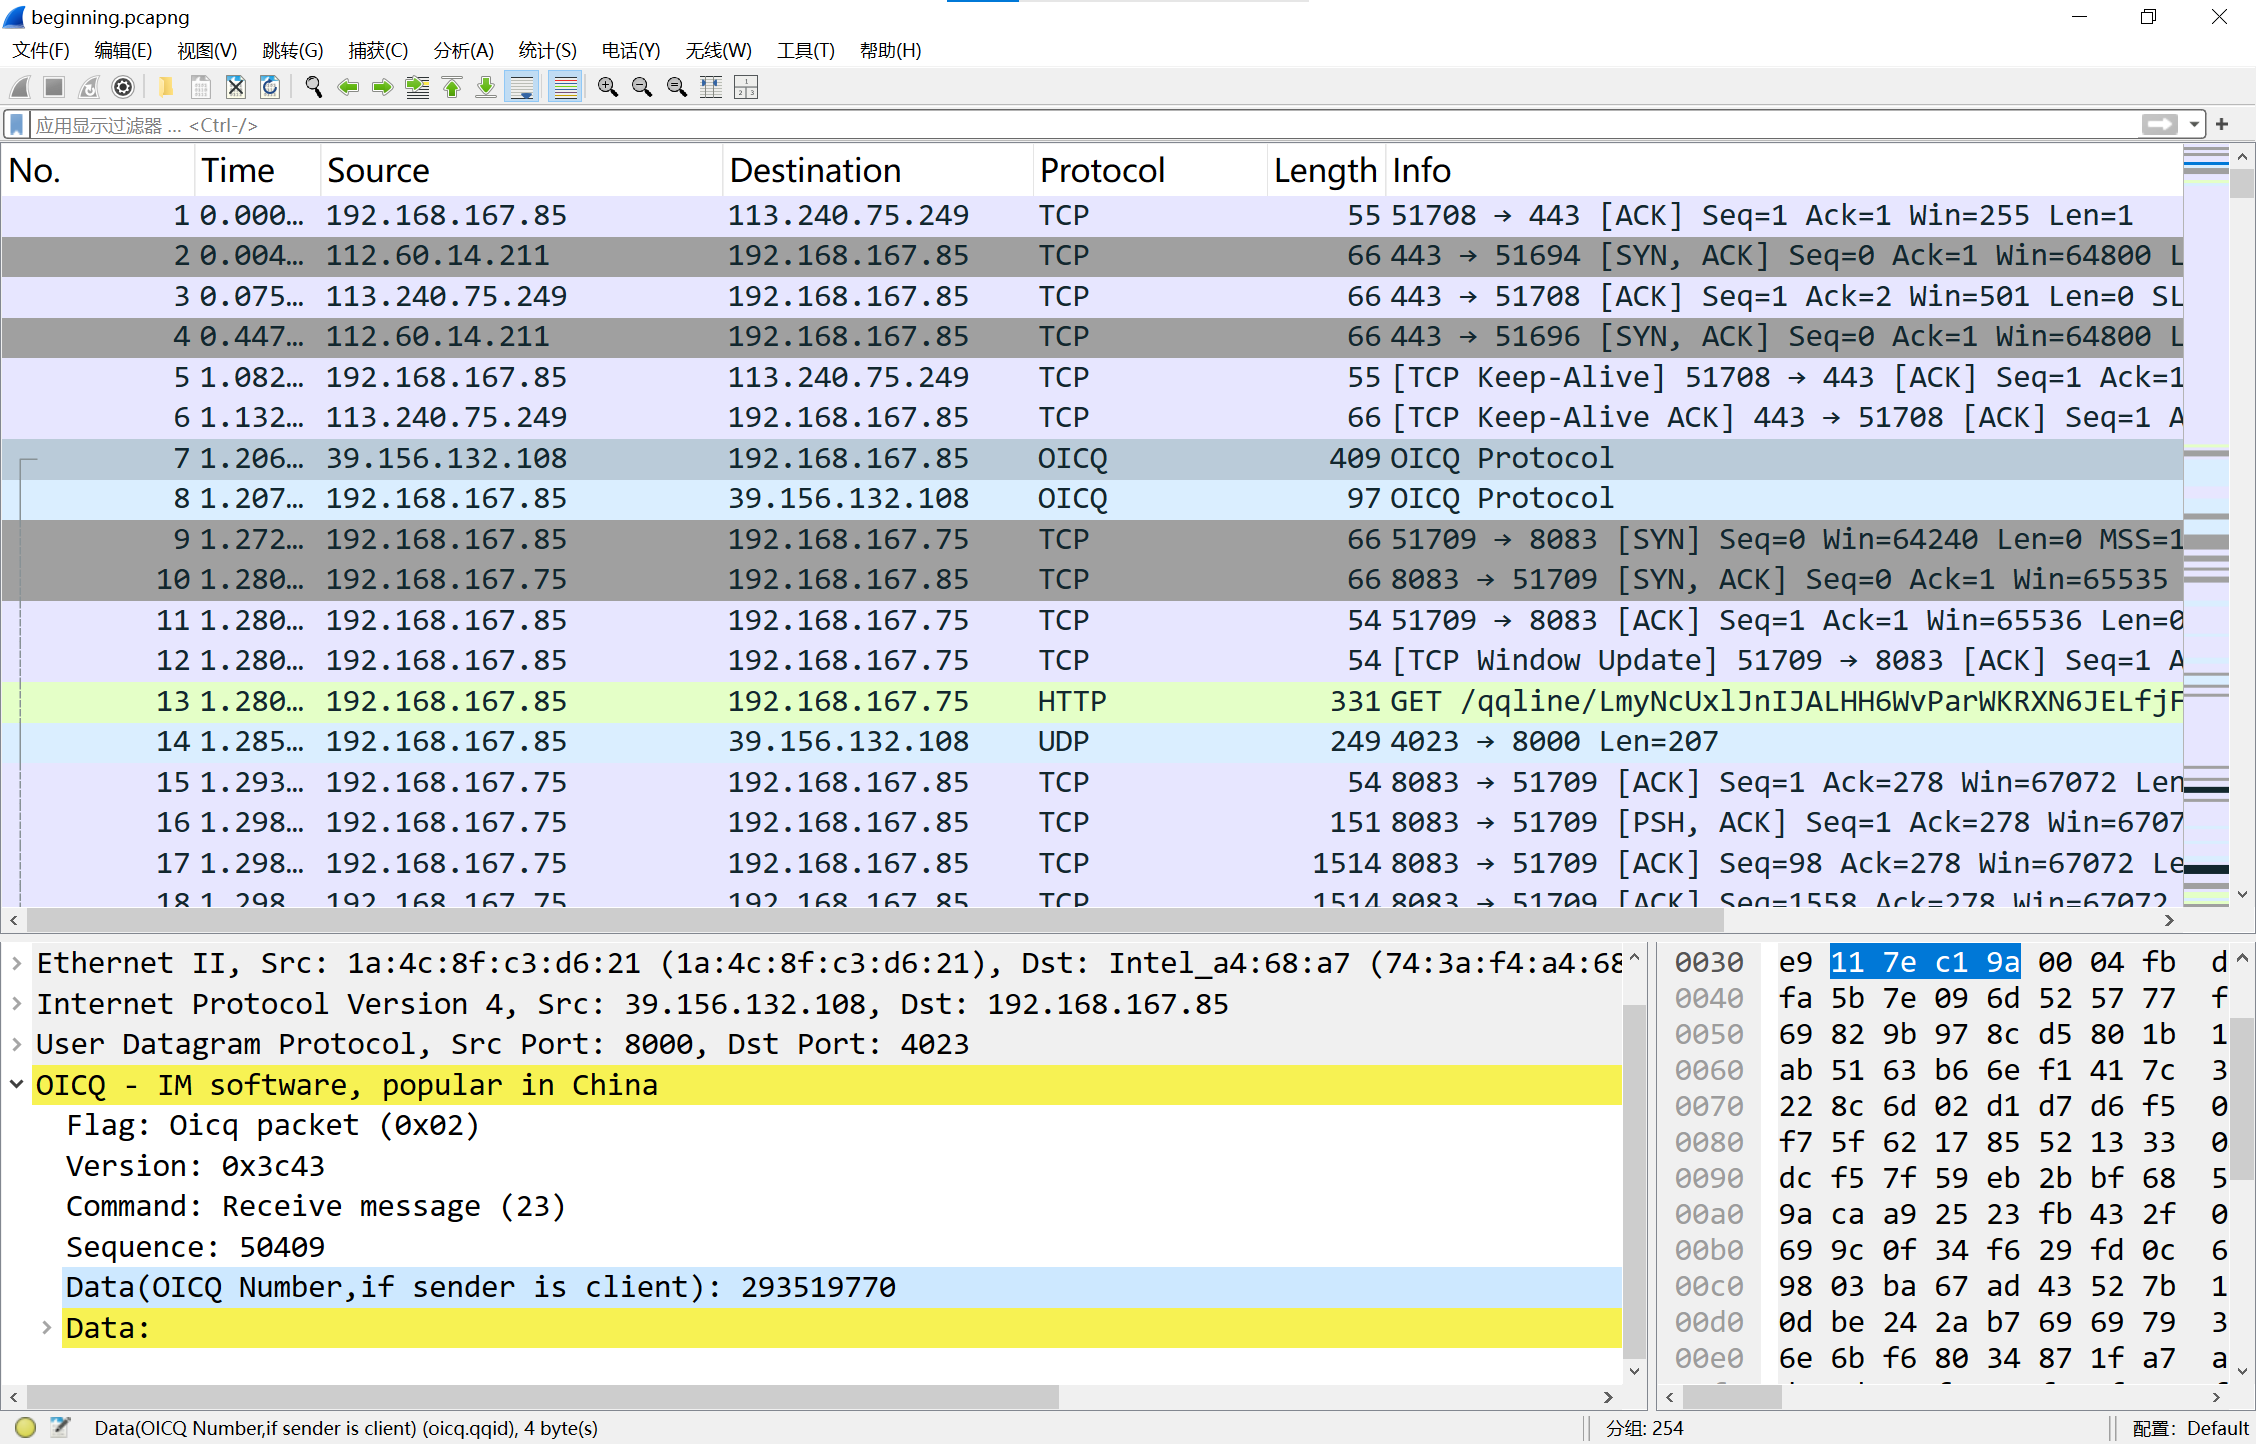 beginning.pcapng
文件(F) 编辑(E) 视图(V) 跳转(G) 捕获(C) 分析(A) 统计(S) 电话(Y) 无线(W) 工具(T) 帮助(H)
应用显示过滤器 … <Ctrl-/>
No. Time Source Destination Protocol Length Info
1 0.000… 192.168.167.85 113.240.75.249 TCP 55 51708 → 443 [ACK] Seq=1 Ack=1 Win=255 Len=1
2 0.004… 112.60.14.211 192.168.167.85 TCP 66 443 → 51694 [SYN, ACK] Seq=0 Ack=1 Win=64800 L
3 0.075… 113.240.75.249 192.168.167.85 TCP 66 443 → 51708 [ACK] Seq=1 Ack=2 Win=501 Len=0 SL
4 0.447… 112.60.14.211 192.168.167.85 TCP 66 443 → 51696 [SYN, ACK] Seq=0 Ack=1 Win=64800 L
5 1.082… 192.168.167.85 113.240.75.249 TCP 55 [TCP Keep-Alive] 51708 → 443 [ACK] Seq=1 Ack=1
6 1.132… 113.240.75.249 192.168.167.85 TCP 66 [TCP Keep-Alive ACK] 443 → 51708 [ACK] Seq=1 A
7 1.206… 39.156.132.108 192.168.167.85 OICQ 409 OICQ Protocol
8 1.207… 192.168.167.85 39.156.132.108 OICQ 97 OICQ Protocol
9 1.272… 192.168.167.85 192.168.167.75 TCP 66 51709 → 8083 [SYN] Seq=0 Win=64240 Len=0 MSS=1
10 1.280… 192.168.167.75 192.168.167.85 TCP 66 8083 → 51709 [SYN, ACK] Seq=0 Ack=1 Win=65535
11 1.280… 192.168.167.85 192.168.167.75 TCP 54 51709 → 8083 [ACK] Seq=1 Ack=1 Win=65536 Len=0
12 1.280… 192.168.167.85 192.168.167.75 TCP 54 [TCP Window Update] 51709 → 8083 [ACK] Seq=1 A
13 1.280… 192.168.167.85 192.168.167.75 HTTP 331 GET /qqline/LmyNcUxlJnIJALHH6WvParWKRXN6JELfjF
14 1.285… 192.168.167.85 39.156.132.108 UDP 249 4023 → 8000 Len=207
15 1.293… 192.168.167.75 192.168.167.85 TCP 54 8083 → 51709 [ACK] Seq=1 Ack=278 Win=67072 Len
16 1.298… 192.168.167.75 192.168.167.85 TCP 151 8083 → 51709 [PSH, ACK] Seq=1 Ack=278 Win=6707
17 1.298… 192.168.167.75 192.168.167.85 TCP 1514 8083 → 51709 [ACK] Seq=98 Ack=278 Win=67072 Le
18 1.298… 192.168.167.75 192.168.167.85 TCP 1514 8083 → 51709 [ACK] Seq=1558 Ack=278 Win=67072
Ethernet II, Src: 1a:4c:8f:c3:d6:21 (1a:4c:8f:c3:d6:21), Dst: Intel_a4:68:a7 (74:3a:f4:a4:68
Internet Protocol Version 4, Src: 39.156.132.108, Dst: 192.168.167.85
User Datagram Protocol, Src Port: 8000, Dst Port: 4023
OICQ - IM software, popular in China
Flag: Oicq packet (0x02)
Version: 0x3c43
Command: Receive message (23)
Sequence: 50409
Data(OICQ Number,if sender is client): 293519770
Data:
0030 e9 11 7e c1 9a 00 04 fb d
0040 fa 5b 7e 09 6d 52 57 77 f
0050 69 82 9b 97 8c d5 80 1b 1
0060 ab 51 63 b6 6e f1 41 7c 3
0070 22 8c 6d 02 d1 d7 d6 f5 0
0080 f7 5f 62 17 85 52 13 33 0
0090 dc f5 7f 59 eb 2b bf 68 5
00a0 9a ca a9 25 23 fb 43 2f 0
00b0 69 9c 0f 34 f6 29 fd 0c 6
00c0 98 03 ba 67 ad 43 52 7b 1
00d0 0d be 24 2a b7 69 69 79 3
00e0 6e 6b f6 80 34 87 1f a7 a
Data(OICQ Number,if sender is client) (oicq.qqid), 4 byte(s)
分组: 254
配置: Default